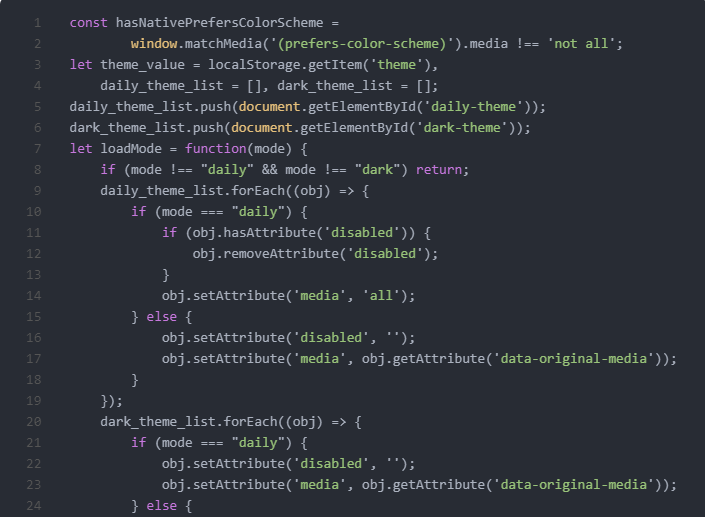 1 const hasNativePrefersColorScheme =
2 window.matchMedia('(prefers-color-scheme)').media !== 'not all';
3 let theme_value = localStorage.getItem('theme'),
4 daily_theme_list = [], dark_theme_list = [];
5 daily_theme_list.push(document.getElementById('daily-theme'));
6 dark_theme_list.push(document.getElementById('dark-theme'));
7 let loadMode = function(mode) {
8 if (mode !== "daily" && mode !== "dark") return;
9 daily_theme_list.forEach((obj) => {
10 if (mode === "daily") {
11 if (obj.hasAttribute('disabled')) {
12 obj.removeAttribute('disabled');
13 }
14 obj.setAttribute('media', 'all');
15 } else {
16 obj.setAttribute('disabled', '');
17 obj.setAttribute('media', obj.getAttribute('data-original-media'));
18 }
19 });
20 dark_theme_list.forEach((obj) => {
21 if (mode === "daily") {
22 obj.setAttribute('disabled', '');
23 obj.setAttribute('media', obj.getAttribute('data-original-media'));
24 } else {